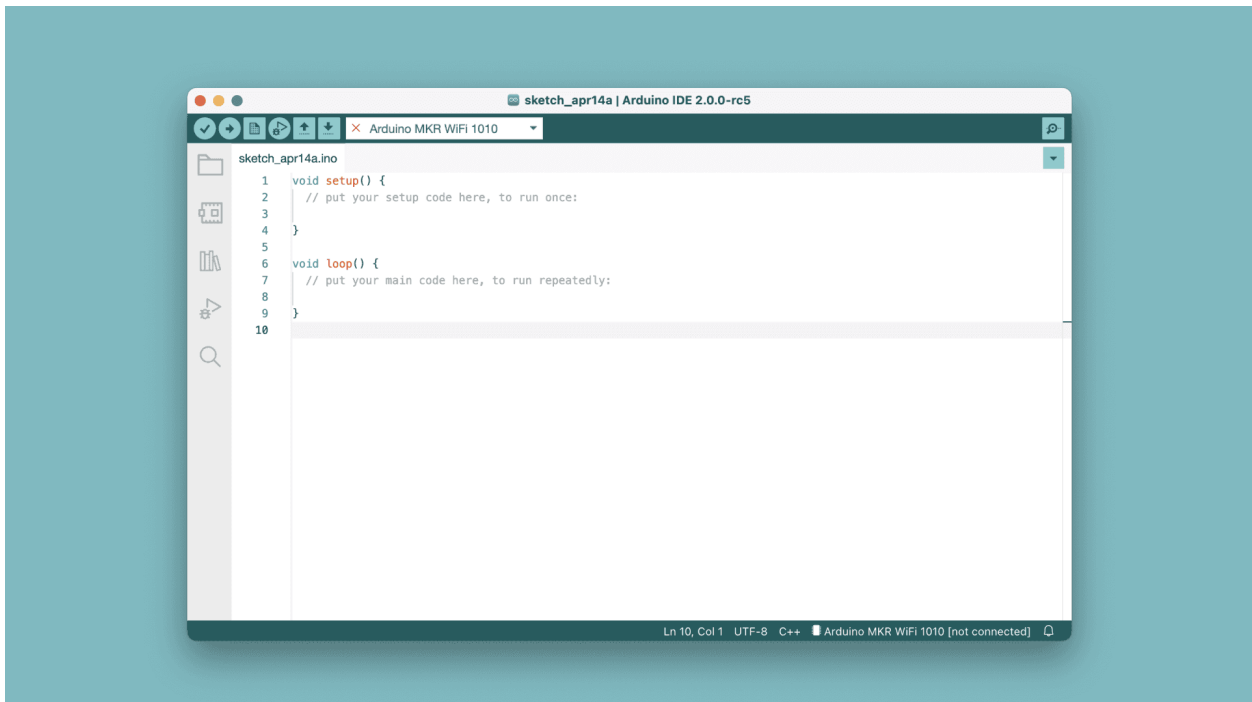 sketch_apr14a | Arduino IDE 2.0.0-rc5
Arduino MKR WiFi 1010
sketch_apr14a.ino
1 void setup() {
2 // put your setup code here, to run once:
3
4 }
5
6 void loop() {
7 // put your main code here, to run repeatedly:
8
9 }
10
Ln 10, Col 1 UTF-8 C++ Arduino MKR WiFi 1010 [not connected]